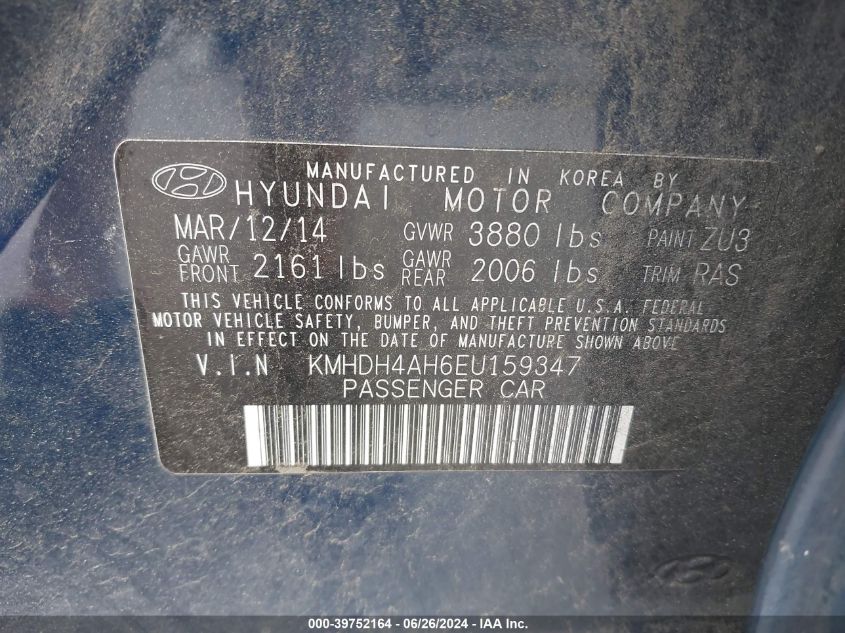 MANUFACTURED IN KOREA BY
HYUNDAI MOTOR COMPANY
MAR/12/14 GVWR 3880 lbs PAINT ZU3
GAWR FRONT 2161 lbs GAWR REAR 2006 lbs TRIM RAS
THIS VEHICLE CONFORMS TO ALL APPLICABLE U.S.A. FEDERAL
MOTOR VEHICLE SAFETY, BUMPER, AND THEFT PREVENTION STANDARDS
IN EFFECT ON THE DATE OF MANUFACTURE SHOWN ABOVE
V.I.N KMHDH4AH6EU159347
PASSENGER CAR
000-39752164 - 06/26/2024 - Copyright IAA, Inc.